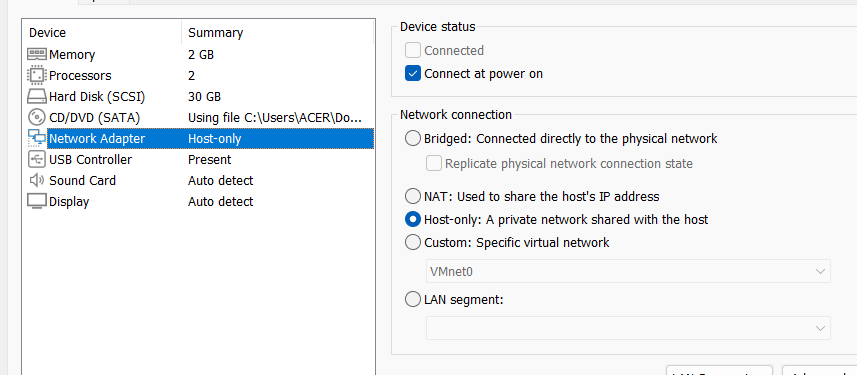 Device Summary
Memory 2 GB
Processors 2
Hard Disk (SCSI) 30 GB
CD/DVD (SATA) Using file C:\Users\ACER\Do...
Network Adapter Host-only
USB Controller Present
Sound Card Auto detect
Display Auto detect
Device status
Connected
Connect at power on
Network connection
Bridged: Connected directly to the physical network
Replicate physical network connection state
NAT: Used to share the host's IP address
Host-only: A private network shared with the host
Custom: Specific virtual network
VMnet0
LAN segment: